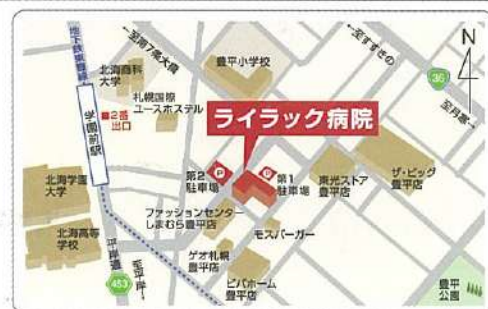 地下鉄東豊線
学園前駅
■2番
出口
北海商科
大学
札幌国際
ユースホステル
豊平小学校
←至すすきの
36
至月寒→
N
ライラック病院
第2
駐車場
P
P
第1
駐車場
東光ストア
豊平店
ザ・ビッグ
豊平店
北海学園
大学
北海高等
学校
ファッションセンター
しまむら豊平店
モスバーガー
ゲオ札幌
豊平店
ビバホーム
豊平店
平岸通
至平岸→
453
豊平
公園